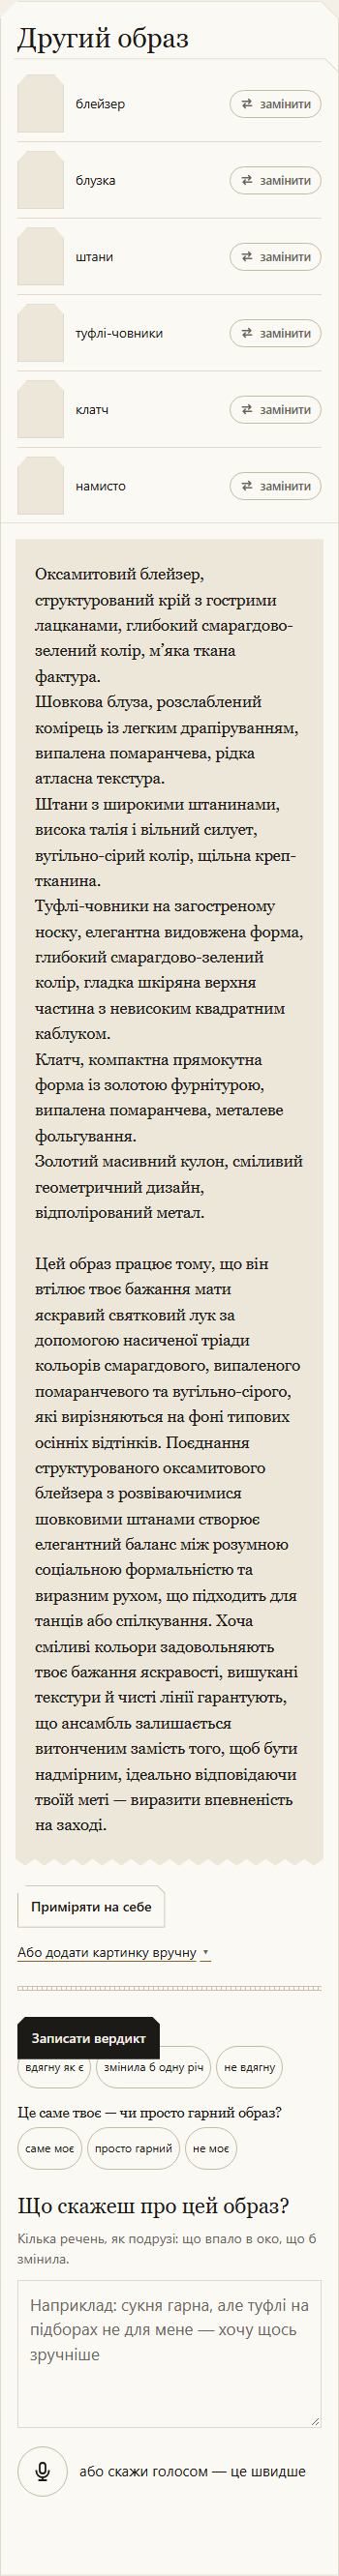 Другий образ
блейзер
замінити
блузка
замінити
штани
замінити
туфлі-човники
замінити
клатч
замінити
намисто
замінити
Оксамитовий блейзер,
структурований крій з гострими
лацканами, глибокий смарагдово-
зелений колір, м’яка ткана
фактура.
Шовкова блуза, розслаблений
комірець із легким драпіруванням,
випалена помаранчева, рідка
атласна текстура.
Штани з широкими штанинами,
висока талія і вільний силует,
вугільно-сірий колір, щільна креп-
тканина.
Туфлі-човники на загостреному
носку, елегантна видовжена форма,
глибокий смарагдово-зелений
колір, гладка шкіряна верхня
частина з невисоким квадратним
каблуком.
Клатч, компактна прямокутна
форма із золотою фурнітурою,
випалена помаранчева, металеве
фольгування.
Золотий масивний кулон, сміливий
геометричний дизайн,
відполірований метал.
Цей образ працює тому, що він
втілює твоє бажання мати
яскравий святковий лук за
допомогою насиченої тріади
кольорів смарагдового, випаленого
помаранчевого та вугільно-сірого,
які вирізняються на фоні типових
осінніх відтінків. Поєднання
структурованого оксамитового
блейзера з розвіваючимися
шовковими штанами створює
елегантний баланс між розумною
соціальною формальністю та
виразним рухом, що підходить для
танців або спілкування. Хоча
сміливі кольори задовольняють
твоє бажання яскравості, вишукані
текстури й чисті лінії гарантують,
що ансамбль залишається
витонченим замість того, щоб бути
надмірним, ідеально відповідаючи
твоїй меті — виразити впевненість
на заході.
Приміряти на себе
Або додати картинку вручну
Записати вердикт
вдягну як є
змінила б одну річ
не вдягну
Це саме твоє — чи просто гарний образ?
саме моє
просто гарний
не моє
Що скажеш про цей образ?
Кілька речень, як подрузі: що впало в око, що б
змінила.
Наприклад: сукня гарна, але туфлі на
підборах не для мене — хочу щось
зручніше
або скажи голосом — це швидше